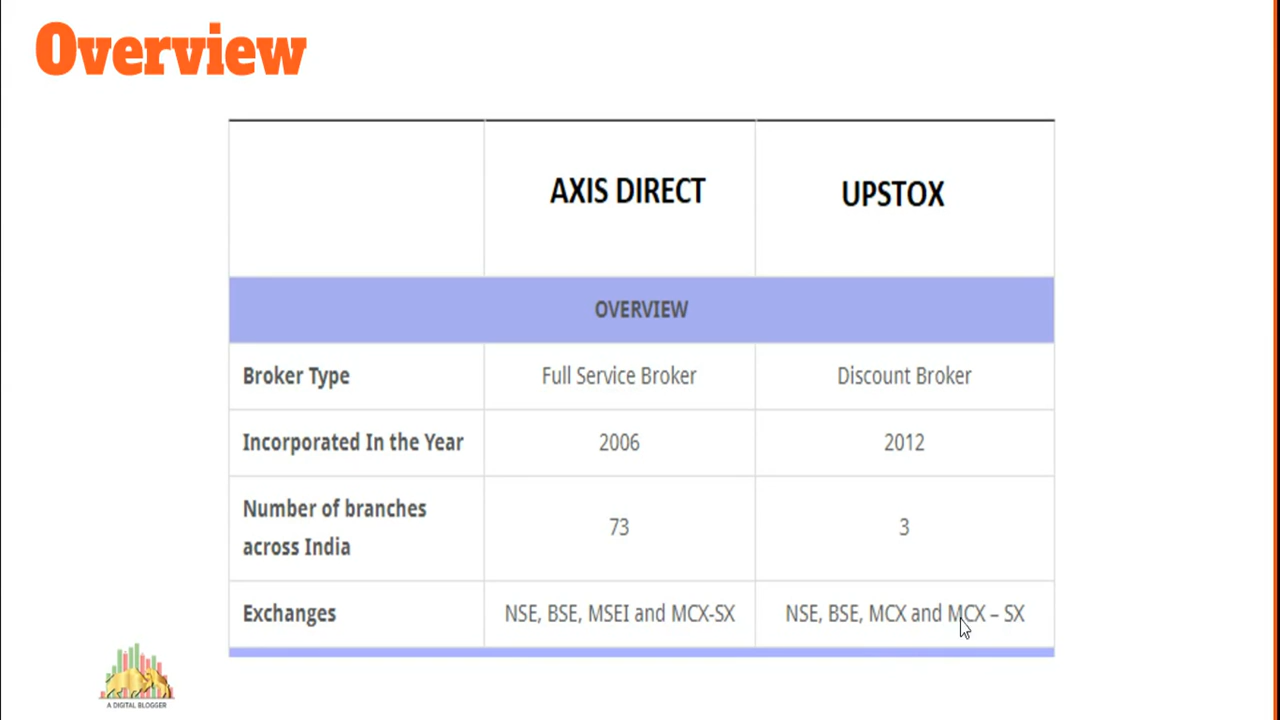 Overview
AXIS DIRECT UPSTOX
OVERVIEW
Broker Type Full Service Broker Discount Broker
Incorporated In the Year 2006 2012
Number of branches
across India 73 3
Exchanges NSE, BSE, MSEI and MCX-SX NSE, BSE, MCX and MCX – SX
A DIGITAL BLOGGER